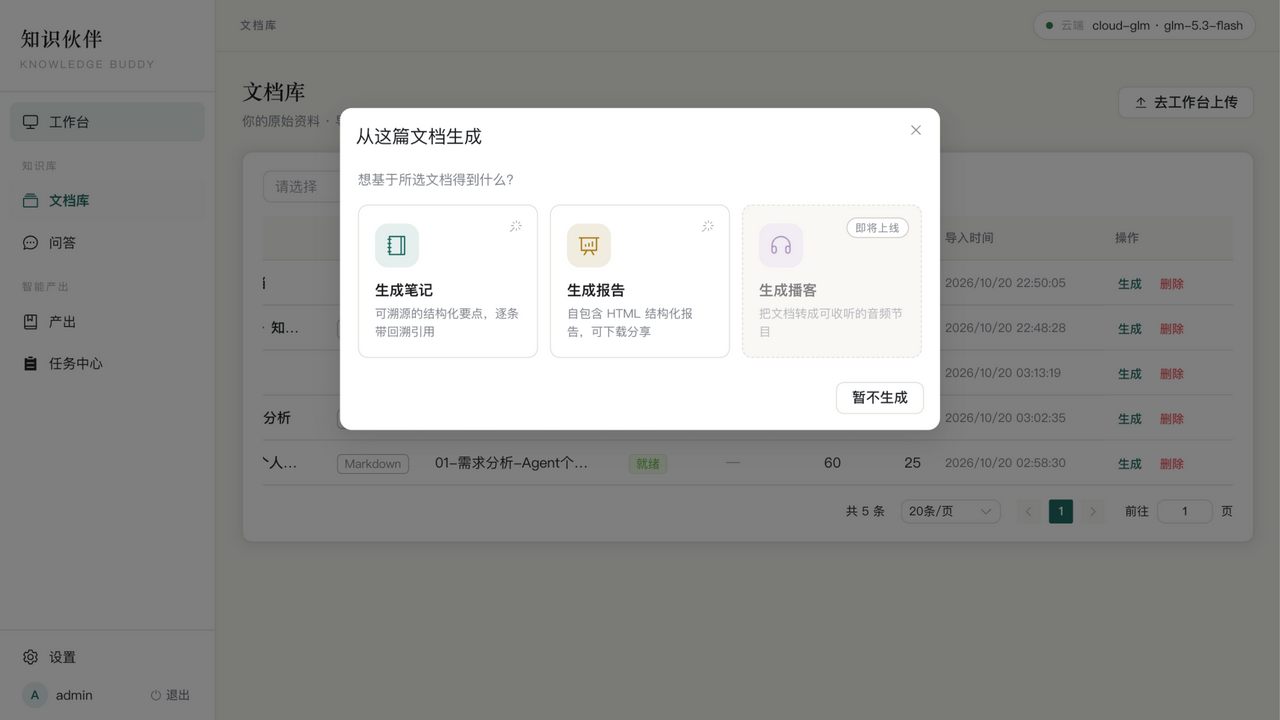 知识伙伴
KNOWLEDGE BUDDY
工作台
知识库
文档库
问答
智能产出
产出
任务中心
设置
A admin 退出
文档库
云端 cloud-glm · glm-5.3-flash
文档库
你的原始资料 ·
去工作台上传
请选择
导入时间 操作
2026/10/20 22:50:05 生成 删除
· 知… 2026/10/20 22:48:28 生成 删除
2026/10/20 03:13:19 生成 删除
分析 2026/10/20 03:02:35 生成 删除
个人… Markdown 01-需求分析-Agent个… 就绪 — 60 25 2026/10/20 02:58:30 生成 删除
共 5 条 20条/页 1 前往 1 页
从这篇文档生成
想基于所选文档得到什么？
生成笔记
可溯源的结构化要点，逐条
带回溯引用
生成报告
自包含 HTML 结构化报
告，可下载分享
即将上线
生成播客
把文档转成可收听的音频节
目
暂不生成